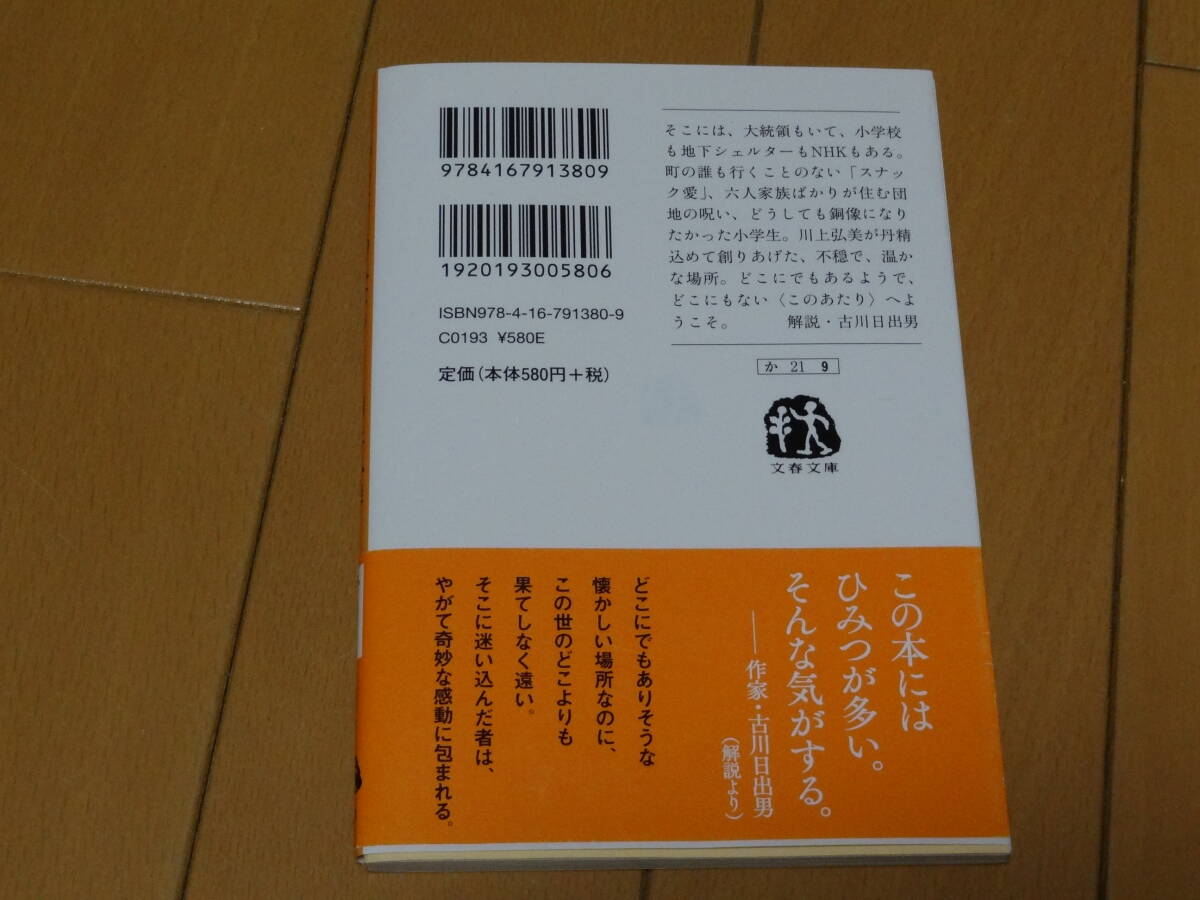 9784167913809
1920193005806
ISBN978-4-16-791380-9
C0193 ¥580E
定価(本体580円+税)
そこには、大統領もいて、小学校
も地下シェルターもNHKもある。
町の誰も行くことのない「スナッ
ク愛」、六人家族ばかりが住む団
地の呪い、どうしても銅像になり
たかった小学生。川上弘美が丹精
込めて創りあげた、不穏で、温か
な場所。どこにでもあるようで、
どこにもない〈このあたり〉へよ
うこそ。 解説・古川日出男
か 21 9
文春文庫
この本には
ひみつが多い。
そんな気がする。
――作家・古川日出男
(解説より)
どこにでもありそうな
懐かしい場所なのに、
この世のどこよりも
果てしなく遠い。
そこに迷い込んだ者は、
やがて奇妙な感動に包まれる。